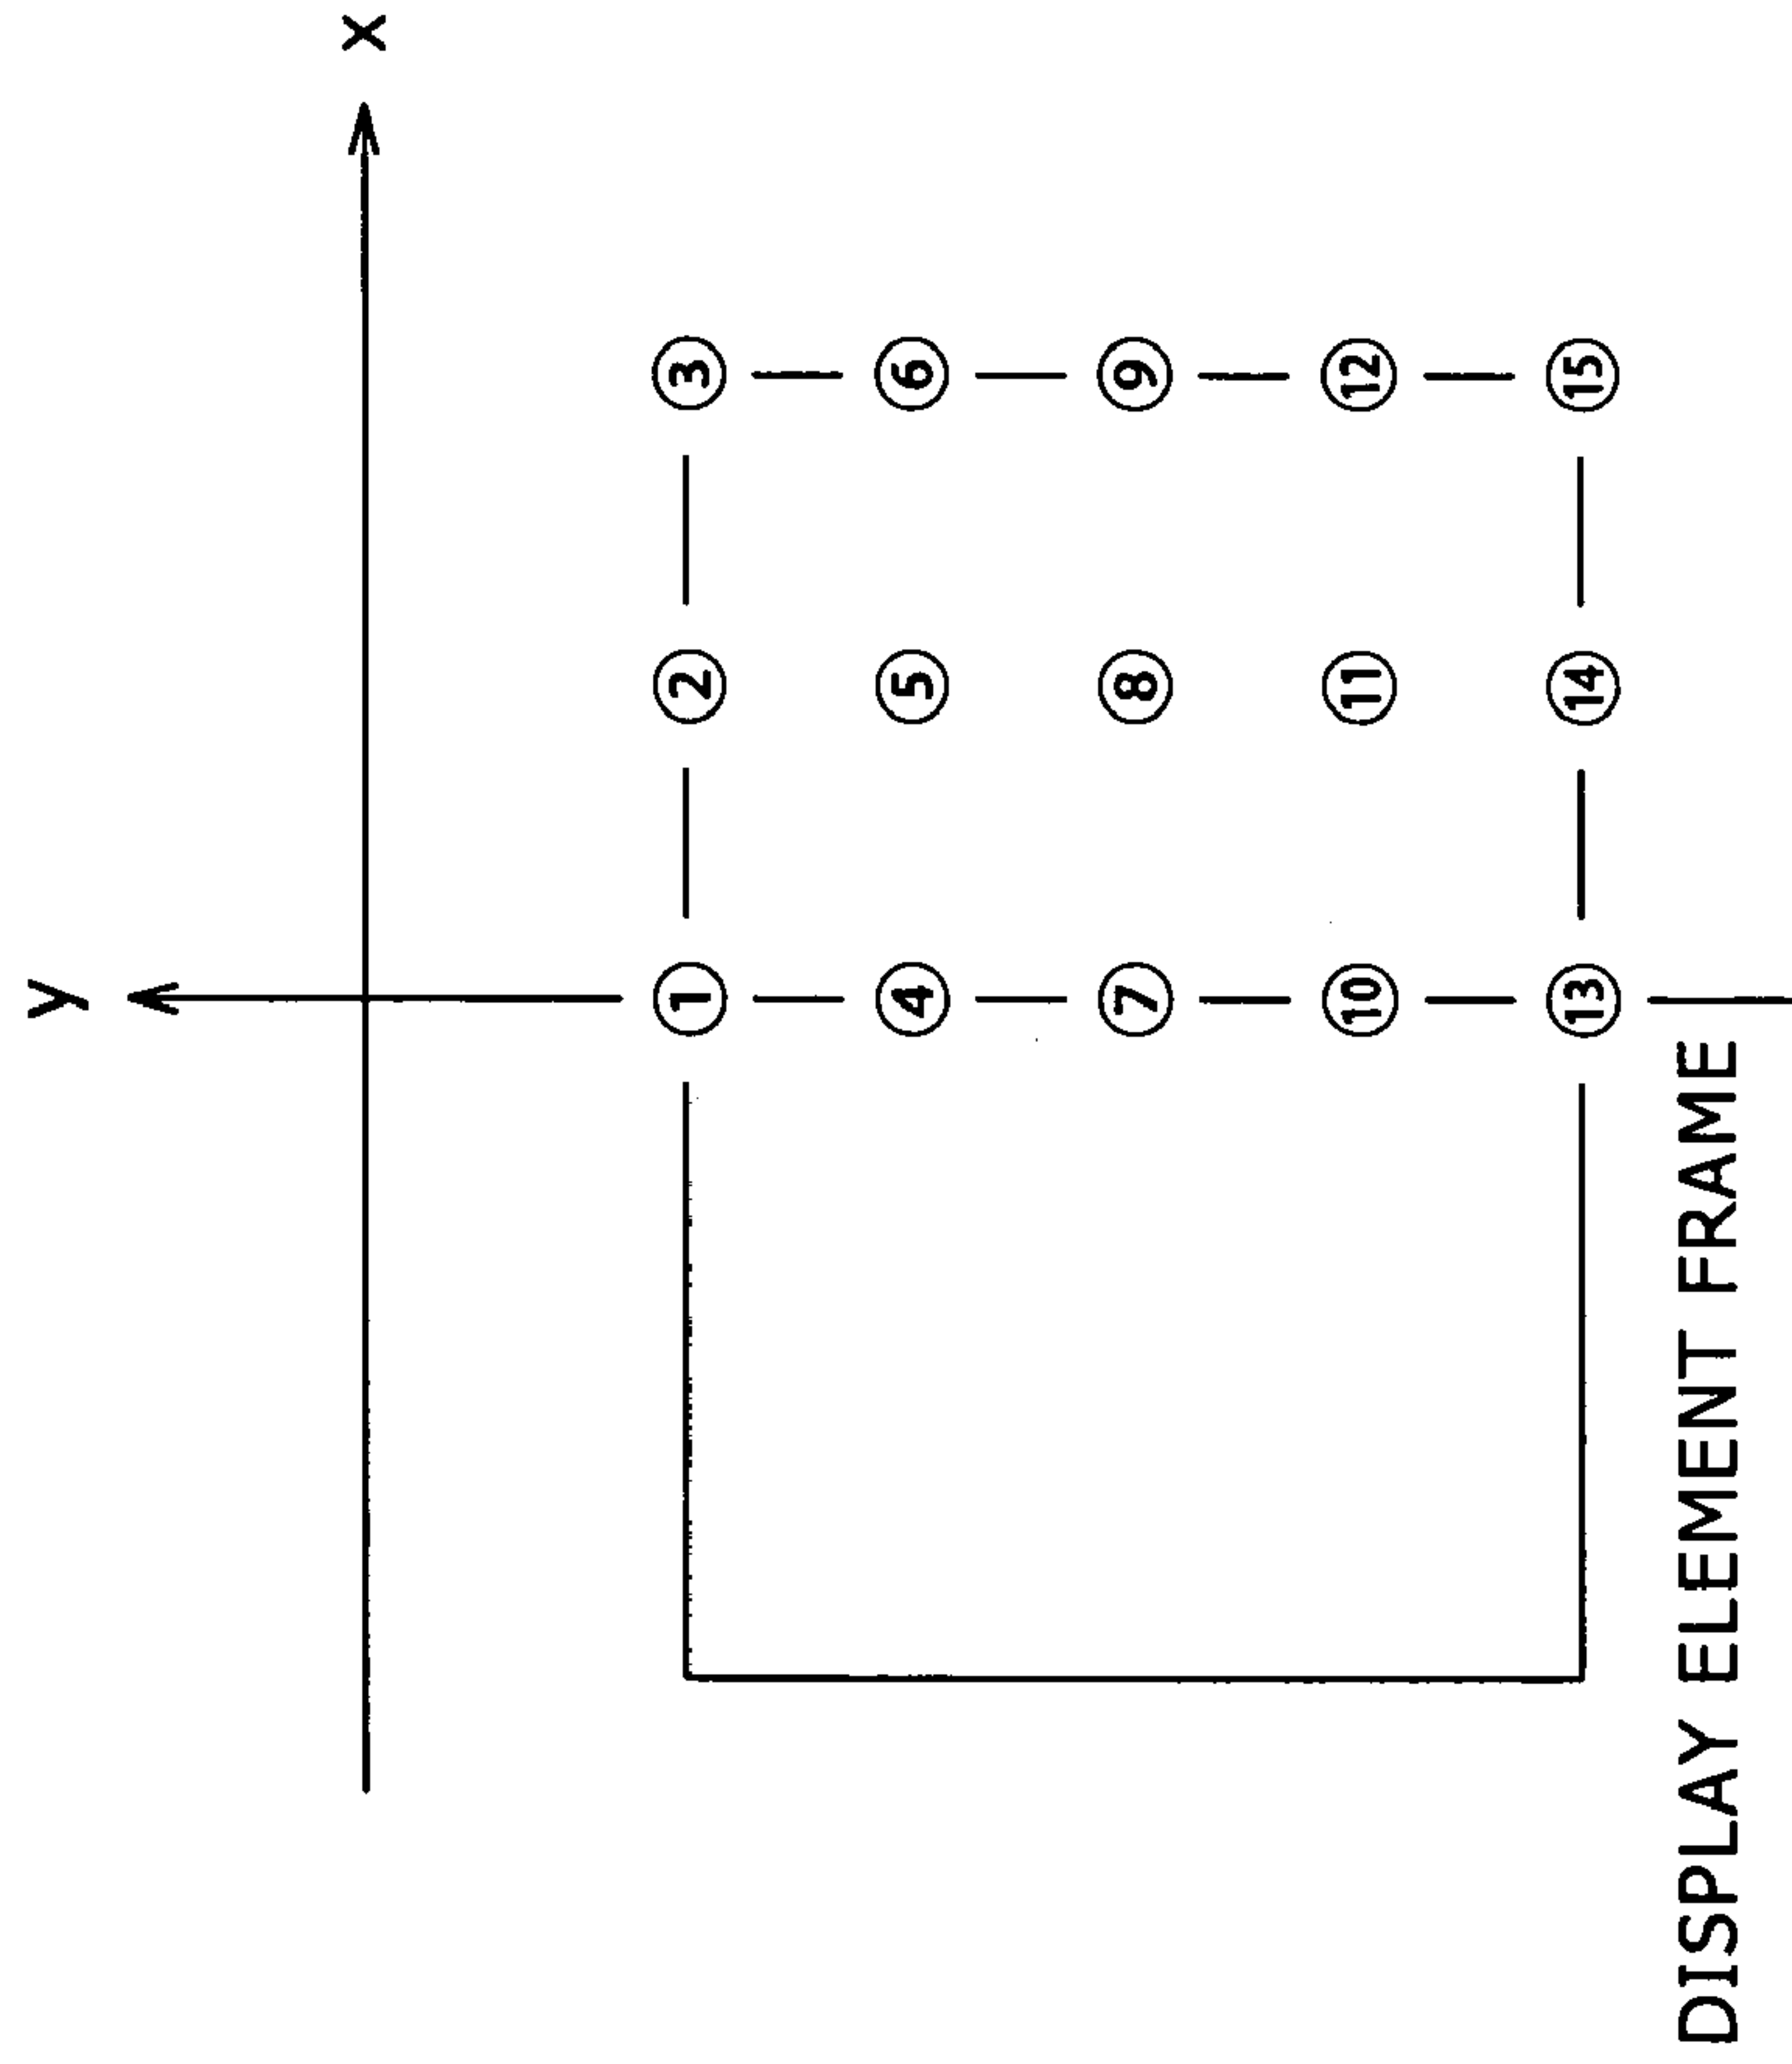 y
x
① ② ③
④ ⑤ ⑥
⑦ ⑧ ⑨
⑩ ⑪ ⑫
⑬ ⑭ ⑮
DISPLAY ELEMENT FRAME